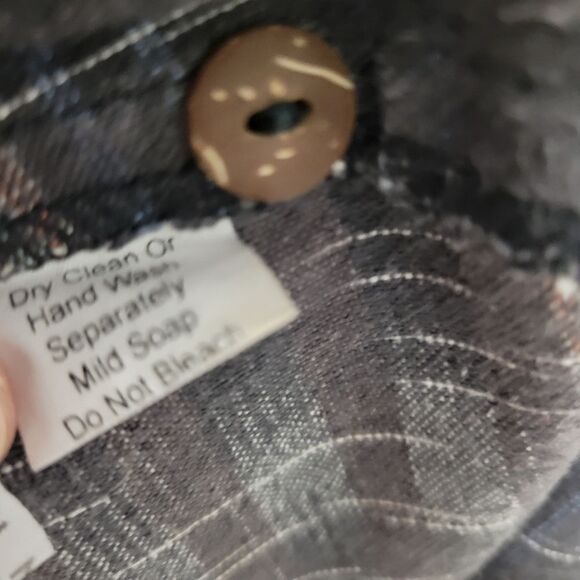 Dry Clean Or
Hand Wash
Separately
Mild Soap
Do Not Bleach